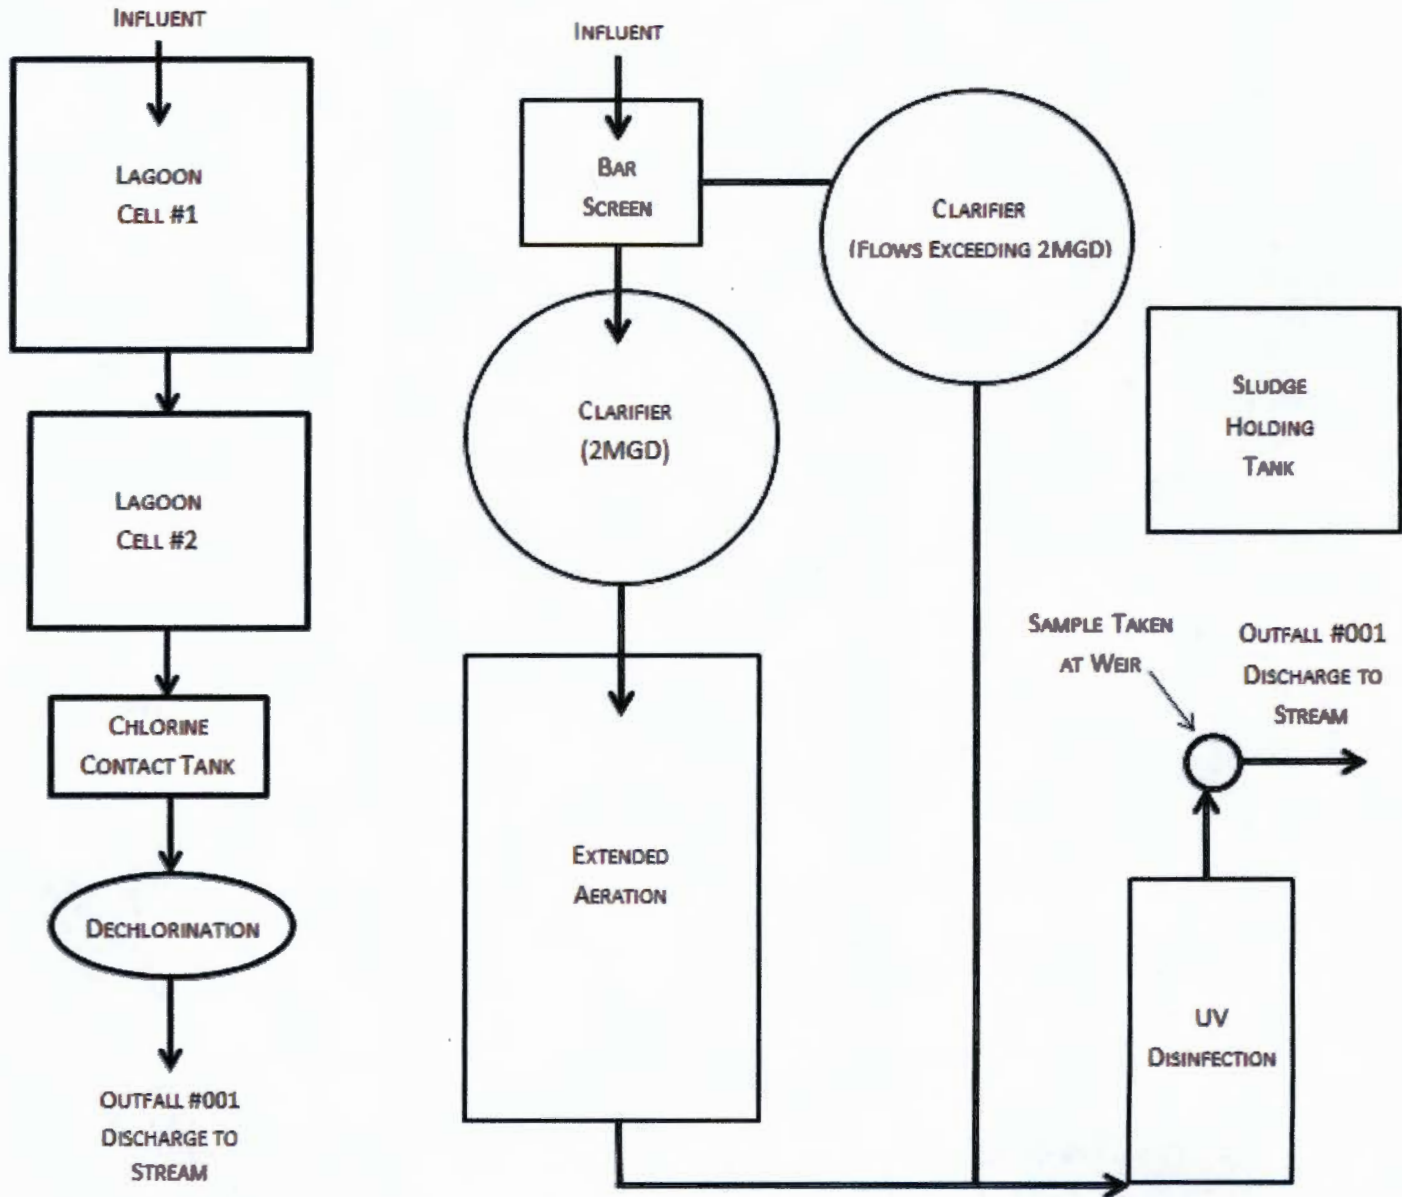 INFLUENT
LAGOON
CELL #1
LAGOON
CELL #2
CHLORINE
CONTACT TANK
DECHLORINATION
OUTFALL #001
DISCHARGE TO
STREAM
INFLUENT
BAR
SCREEN
CLARIFIER
(FLOWS EXCEEDING 2MGD)
CLARIFIER
(2MGD)
EXTENDED
AERATION
SLUDGE
HOLDING
TANK
SAMPLE TAKEN
AT WEIR
OUTFALL #001
DISCHARGE TO
STREAM
UV
DISINFECTION